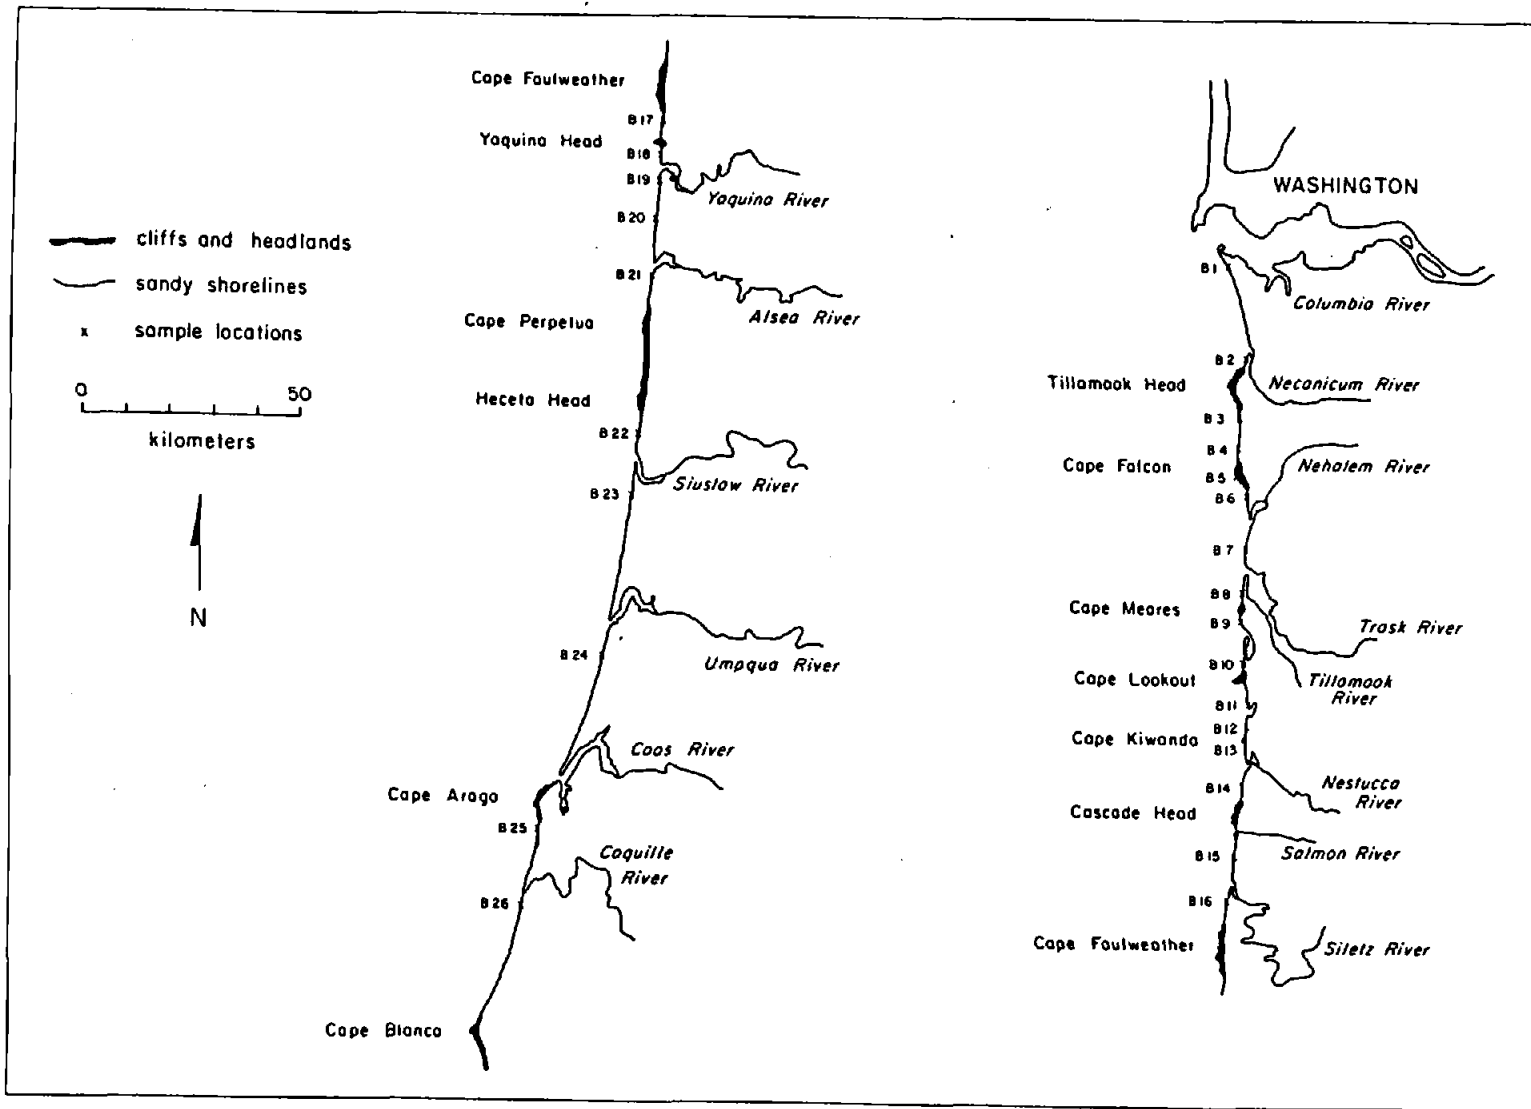 Cape Foulweather
B17
Yaquina Head
B18
B19
Yaquina River
B20
B21
Alsea River
Cape Perpetua
Heceta Head
B22
Siuslaw River
B23
Umpqua River
B24
Coos River
Cape Arago
B25
Coquille
River
B26
Cape Blanco
cliffs and headlands
sandy shorelines
x sample locations
0 50
kilometers
N
WASHINGTON
B1
Columbia River
B2
Tillamook Head
Necanicum River
B3
B4
Cape Falcon
Nehalem River
B5
B6
B7
B8
Cape Meares
B9
Trask River
B10
Cape Lookout
Tillamook
River
B11
B12
Cape Kiwanda
B13
Nestucca
River
B14
Cascade Head
Salmon River
B15
B16
Cape Foulweather
Siletz River